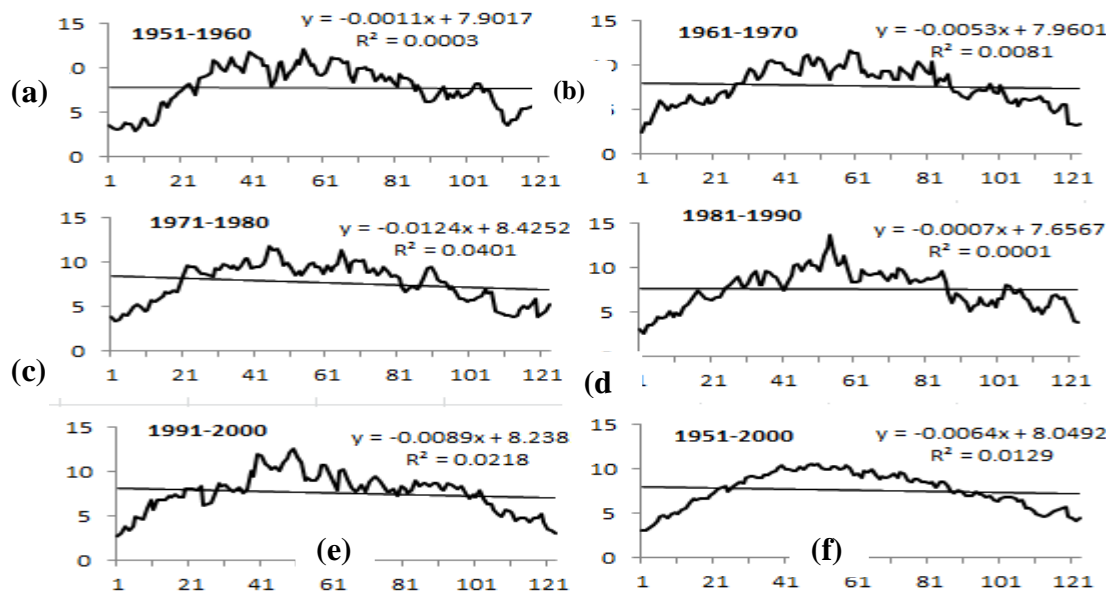 (a)
1951-1960
y = -0.0011x + 7.9017
R² = 0.0003
15
10
5
0
1 21 41 61 81 101 121
(b)
1961-1970
y = -0.0053x + 7.9601
R² = 0.0081
15
10
5
0
1 21 41 61 81 101 121
(c)
1971-1980
y = -0.0124x + 8.4252
R² = 0.0401
15
10
5
0
1 21 41 61 81 101 121
(d
1981-1990
y = -0.0007x + 7.6567
R² = 0.0001
15
10
5
21 41 61 81 101 121
1991-2000
y = -0.0089x + 8.238
R² = 0.0218
15
10
5
0
(e)
1 21 41 61 81 101 121
1951-2000
y = -0.0064x + 8.0492
R² = 0.0129
15
10
5
0
(f)
1 21 41 61 81 101 121